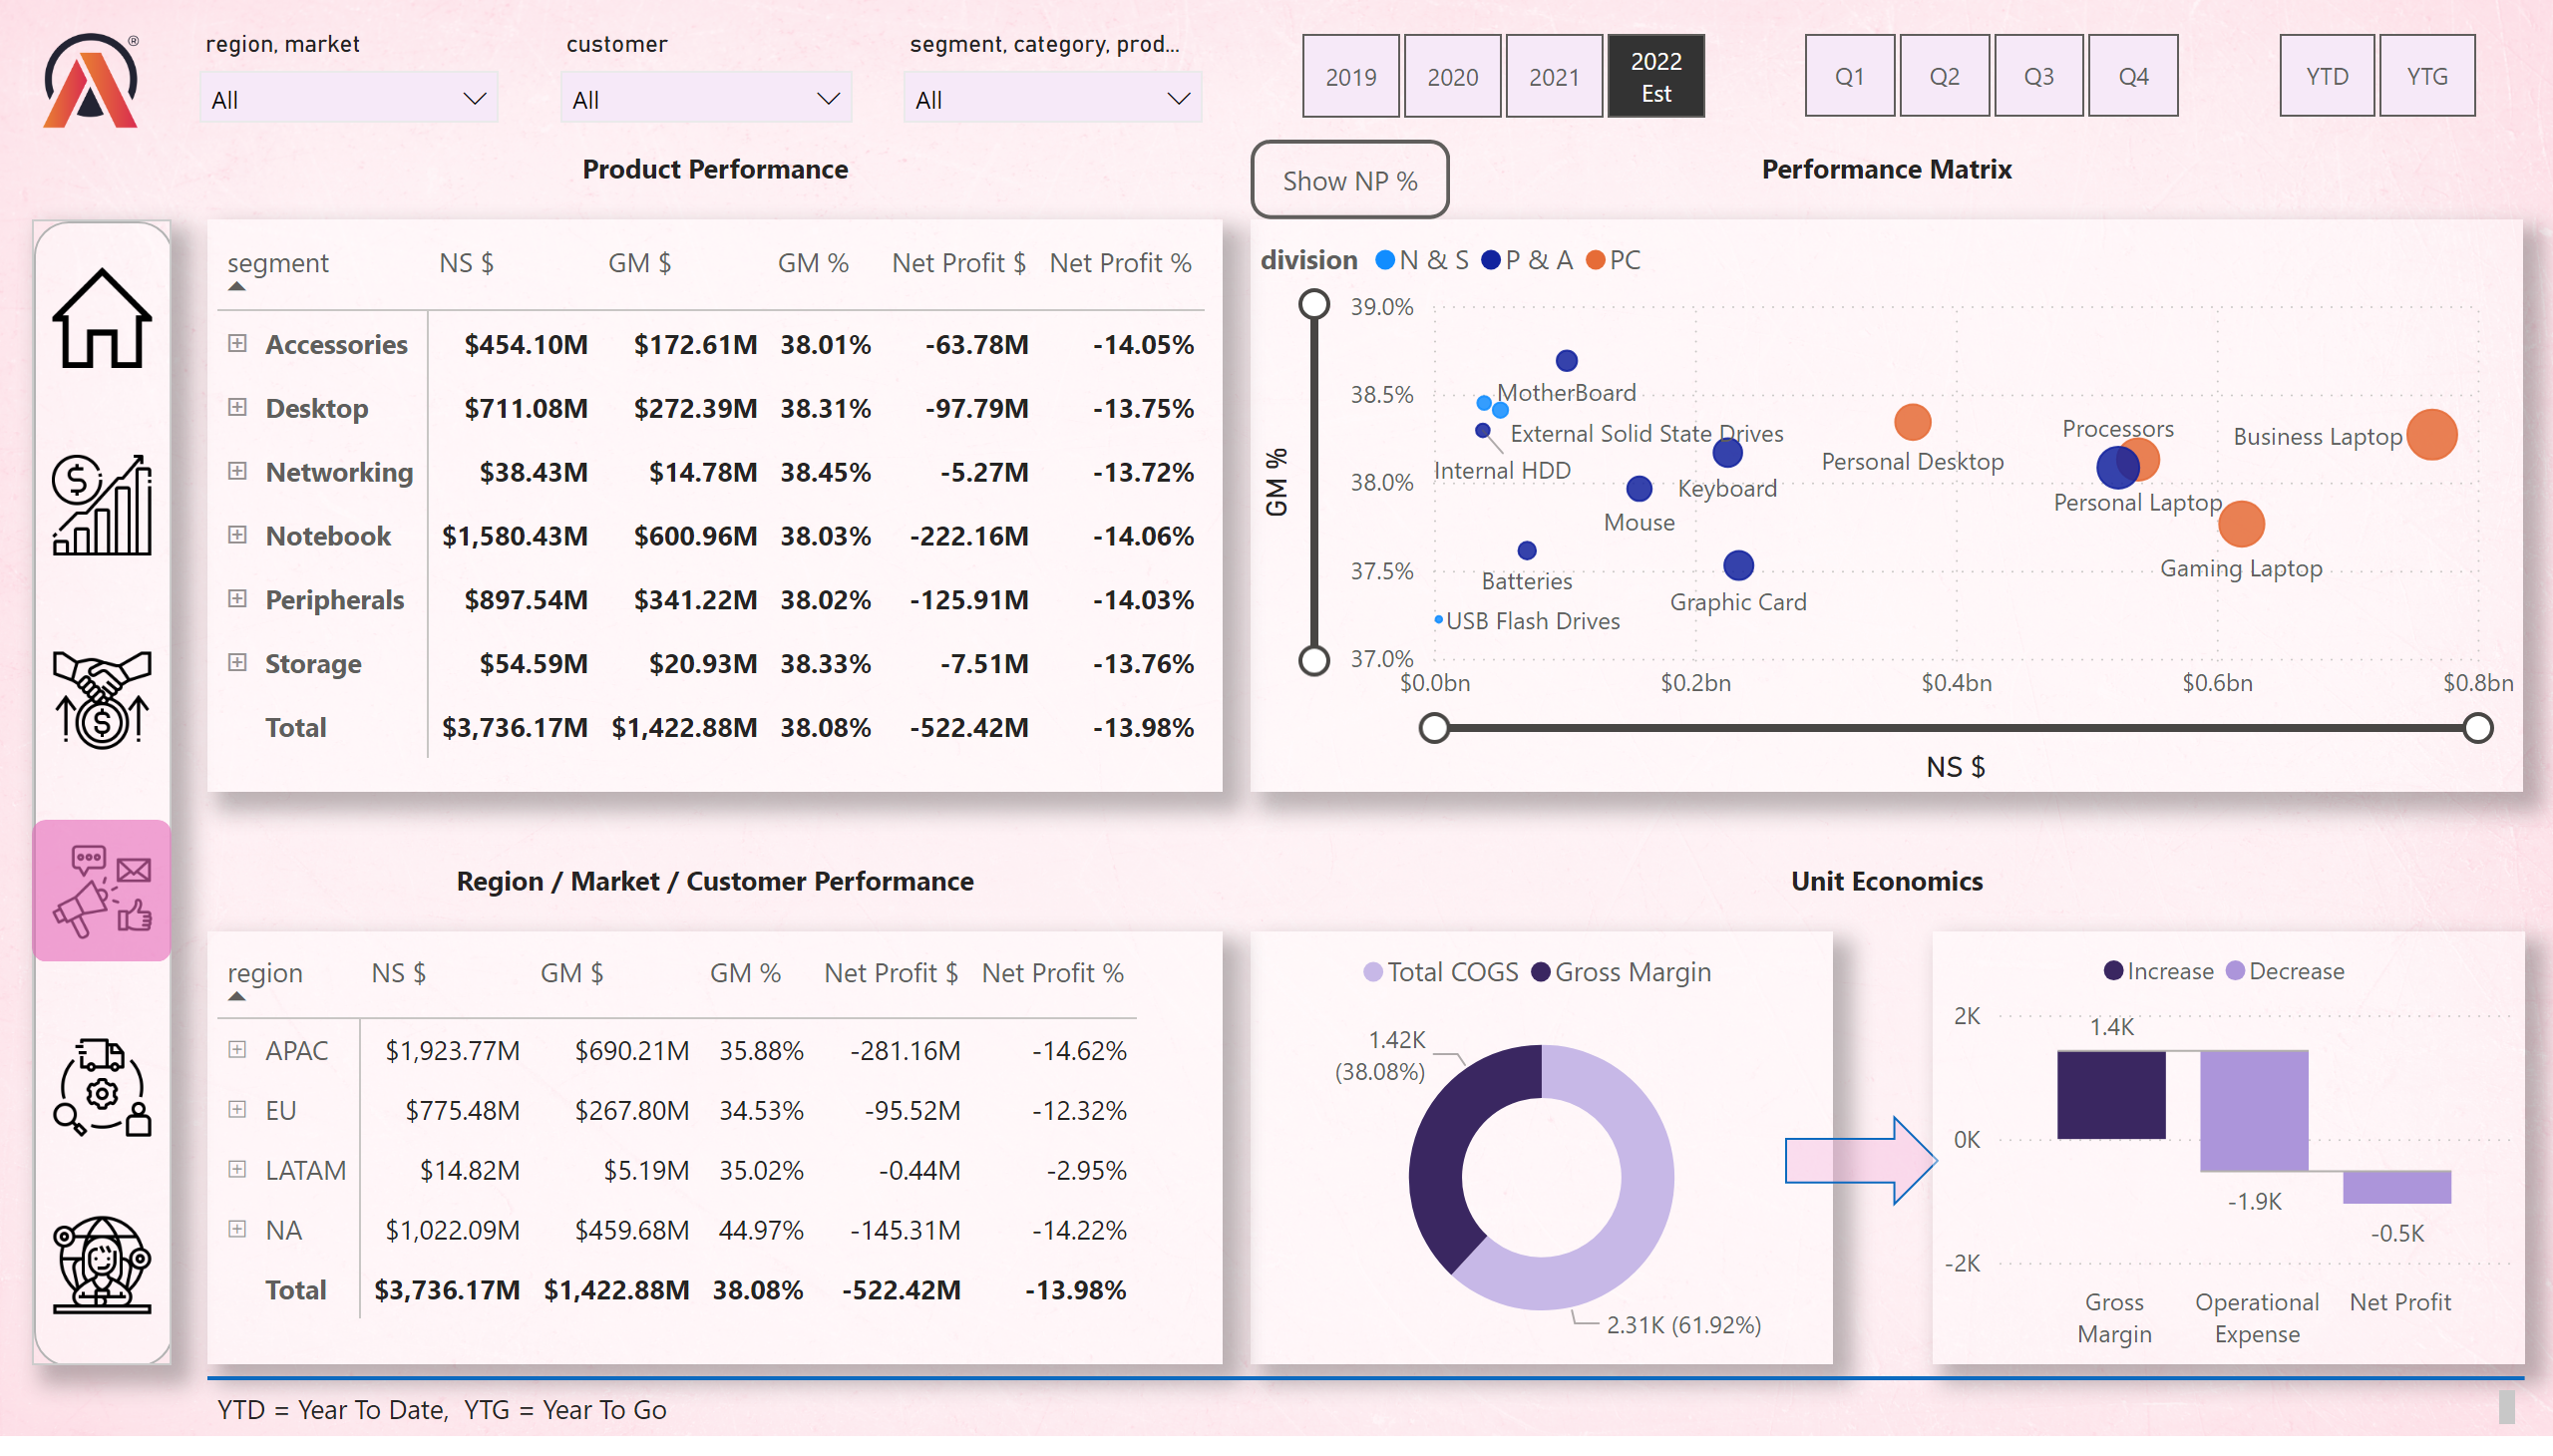 ®
region, market
customer
segment, category, prod...
All
All
All
2019
2020
2021
2022
Est
Q1
Q2
Q3
Q4
YTD
YTG
Product Performance
Show NP %
Performance Matrix
segment NS $ GM $ GM % Net Profit $ Net Profit %
Accessories $454.10M $172.61M 38.01% -63.78M -14.05%
Desktop $711.08M $272.39M 38.31% -97.79M -13.75%
Networking $38.43M $14.78M 38.45% -5.27M -13.72%
Notebook $1,580.43M $600.96M 38.03% -222.16M -14.06%
Peripherals $897.54M $341.22M 38.02% -125.91M -14.03%
Storage $54.59M $20.93M 38.33% -7.51M -13.76%
Total $3,736.17M $1,422.88M 38.08% -522.42M -13.98%
division N & S P & A PC
39.0%
38.5%
38.0%
37.5%
37.0%
GM %
MotherBoard
External Solid State Drives
Internal HDD
Keyboard
Mouse
Batteries
Graphic Card
USB Flash Drives
Personal Desktop
Processors
Business Laptop
Personal Laptop
Gaming Laptop
$0.0bn $0.2bn $0.4bn $0.6bn $0.8bn
NS $
Region / Market / Customer Performance
Unit Economics
region NS $ GM $ GM % Net Profit $ Net Profit %
APAC $1,923.77M $690.21M 35.88% -281.16M -14.62%
EU $775.48M $267.80M 34.53% -95.52M -12.32%
LATAM $14.82M $5.19M 35.02% -0.44M -2.95%
NA $1,022.09M $459.68M 44.97% -145.31M -14.22%
Total $3,736.17M $1,422.88M 38.08% -522.42M -13.98%
Total COGS Gross Margin
1.42K
(38.08%)
2.31K (61.92%)
Increase Decrease
2K
0K
-2K
1.4K
-1.9K
-0.5K
Gross
Margin
Operational
Expense
Net Profit
YTD = Year To Date, YTG = Year To Go